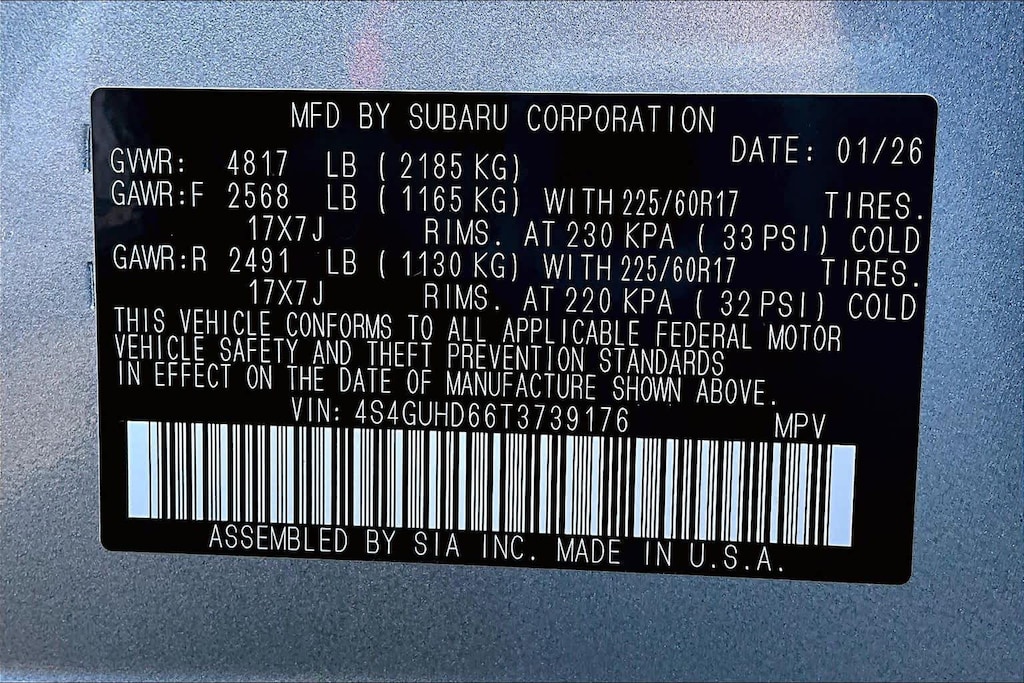 MFD BY SUBARU CORPORATION
DATE: 01/26
GVWR: 4817 LB ( 2185 KG)
GAWR:F 2568 LB ( 1165 KG) WITH 225/60R17 TIRES.
17X7J RIMS. AT 230 KPA ( 33 PSI) COLD
GAWR:R 2491 LB ( 1130 KG) WITH 225/60R17 TIRES.
17X7J RIMS. AT 220 KPA ( 32 PSI) COLD
THIS VEHICLE CONFORMS TO ALL APPLICABLE FEDERAL MOTOR
VEHICLE SAFETY AND THEFT PREVENTION STANDARDS
IN EFFECT ON THE DATE OF MANUFACTURE SHOWN ABOVE.
VIN: 4S4GUHD66T3739176 MPV
ASSEMBLED BY SIA INC. MADE IN U.S.A.